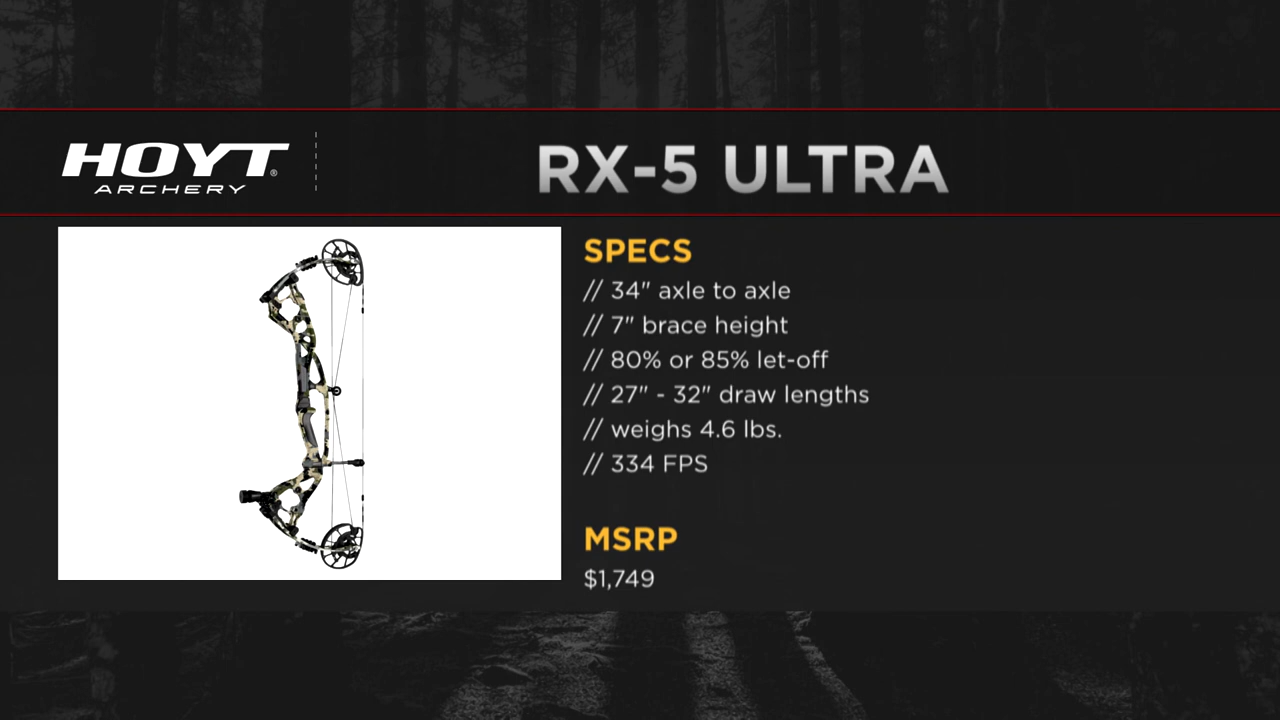 HOYT®
ARCHERY
RX-5 ULTRA
SPECS
// 34" axle to axle
// 7" brace height
// 80% or 85% let-off
// 27" - 32" draw lengths
// weighs 4.6 lbs.
// 334 FPS
MSRP
$1,749